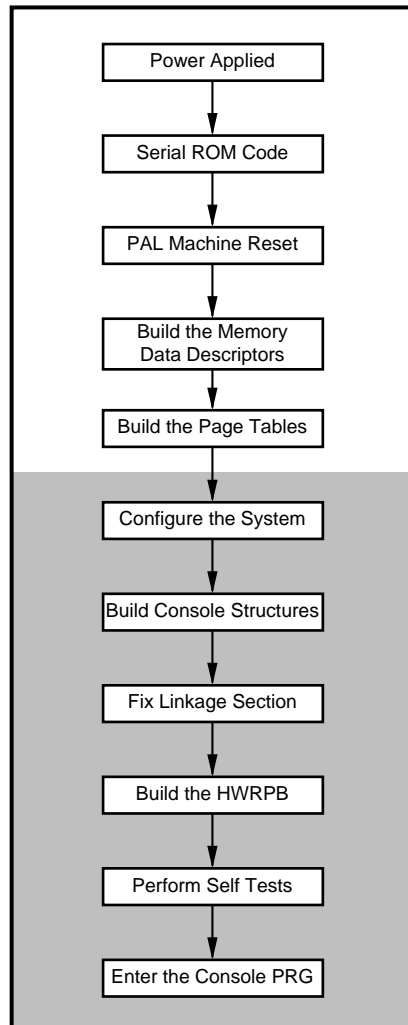 Power Applied
Serial ROM Code
PAL Machine Reset
Build the Memory
Data Descriptors
Build the Page Tables
Configure the System
Build Console Structures
Fix Linkage Section
Build the HWRPB
Perform Self Tests
Enter the Console PRG